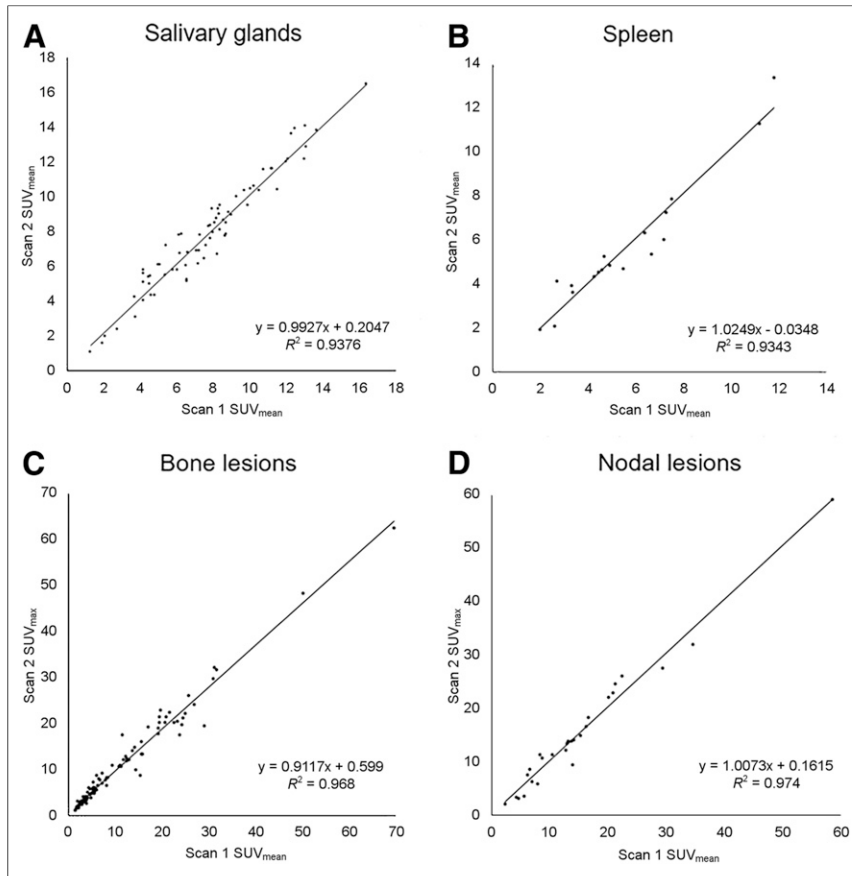 A
Salivary glands
18
16
14
12
10
8
6
4
2
0
Scan 2 SUVmean
0 2 4 6 8 10 12 14 16 18
Scan 1 SUVmean
y = 0.9927x + 0.2047
R² = 0.9376
B
Spleen
14
12
10
8
6
4
2
0
Scan 2 SUVmean
0 2 4 6 8 10 12 14
Scan 1 SUVmean
y = 1.0249x - 0.0348
R² = 0.9343
C
Bone lesions
70
60
50
40
30
20
10
0
Scan 2 SUVmax
0 10 20 30 40 50 60 70
Scan 1 SUVmean
y = 0.9117x + 0.599
R² = 0.968
D
Nodal lesions
60
50
40
30
20
10
0
Scan 2 SUVmax
0 10 20 30 40 50 60
Scan 1 SUVmean
y = 1.0073x + 0.1615
R² = 0.974